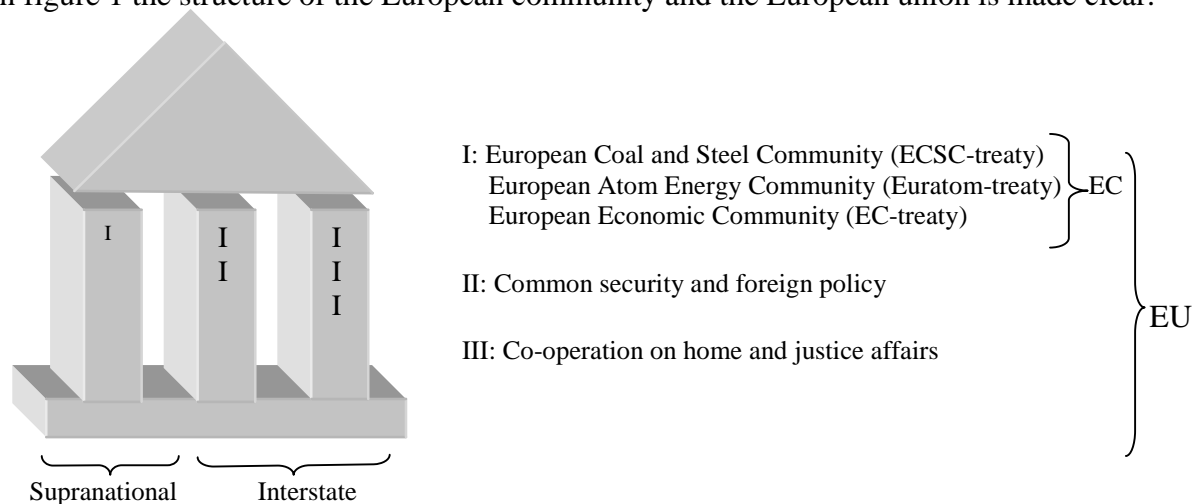 figure 1 the structure of the European community and the European union is made clear.
I
I
I
I
I
I
I: European Coal and Steel Community (ECSC-treaty)
European Atom Energy Community (Euratom-treaty)
EC
European Economic Community (EC-treaty)
II: Common security and foreign policy
EU
III: Co-operation on home and justice affairs
Supranational
Interstate